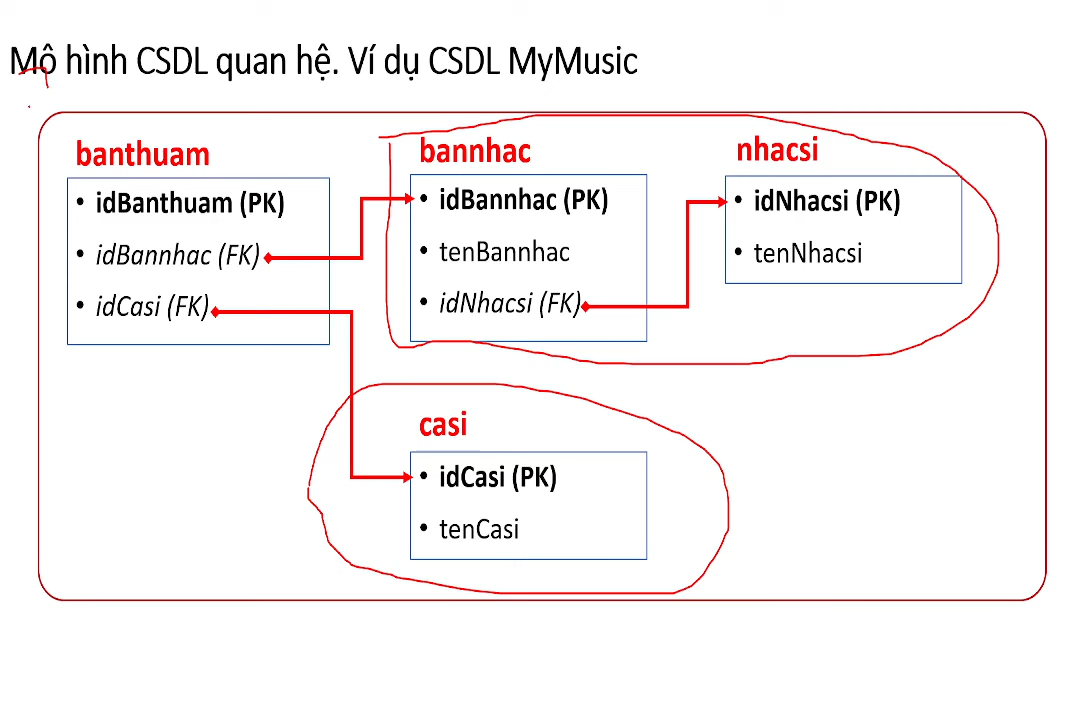 Mô hình CSDL quan hệ. Ví dụ CSDL MyMusic
banthuam
• idBanthuam (PK)
• idBannhac (FK)
• idCasi (FK)
bannhac
• idBannhac (PK)
• tenBannhac
• idNhacsi (FK)
nhacsi
• idNhacsi (PK)
• tenNhacsi
casi
• idCasi (PK)
• tenCasi